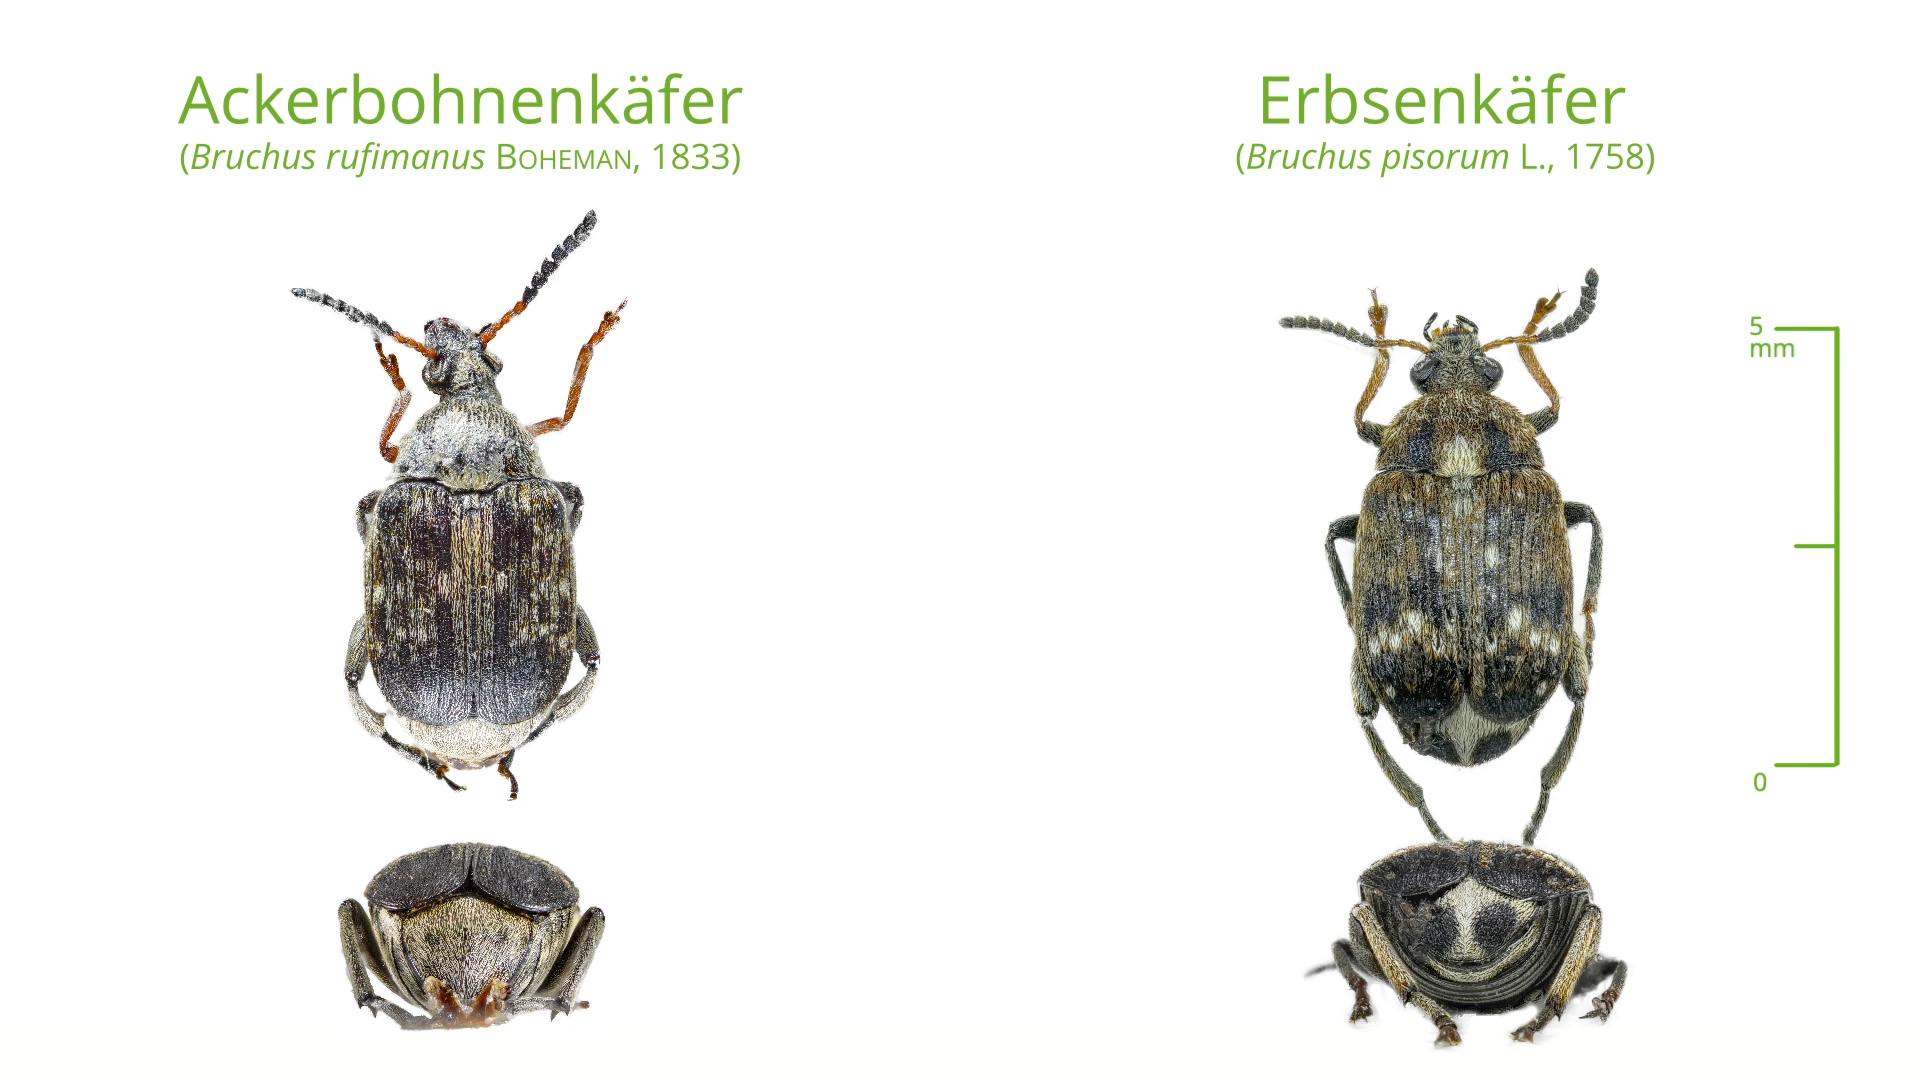 Ackerbohnenkäfer
(Bruchus rufimanus BOHEMAN, 1833)
Erbsenkäfer
(Bruchus pisorum L., 1758)
5
mm
0